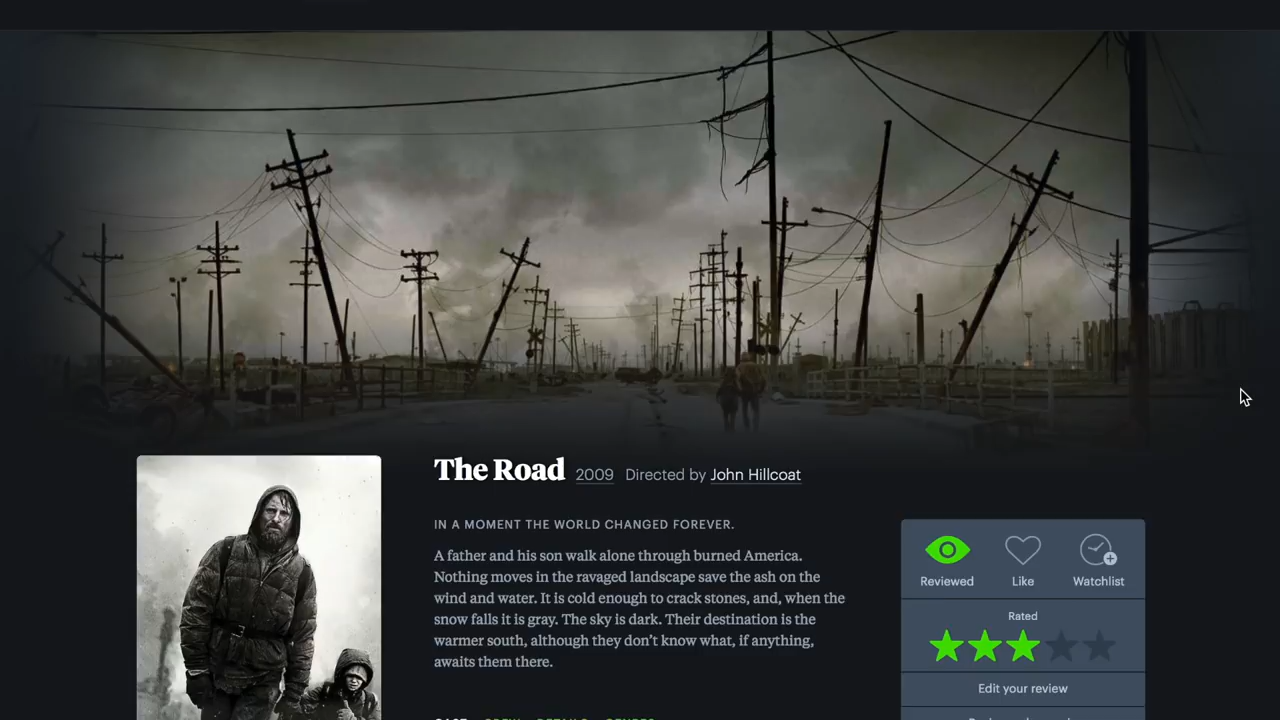 The Road 2009 Directed by John Hillcoat
IN A MOMENT THE WORLD CHANGED FOREVER.
A father and his son walk alone through burned America.
Nothing moves in the ravaged landscape save the ash on the
wind and water. It is cold enough to crack stones, and, when the
snow falls it is gray. The sky is dark. Their destination is the
warmer south, although they don’t know what, if anything,
awaits them there.
Reviewed Like Watchlist
Rated
Edit your review